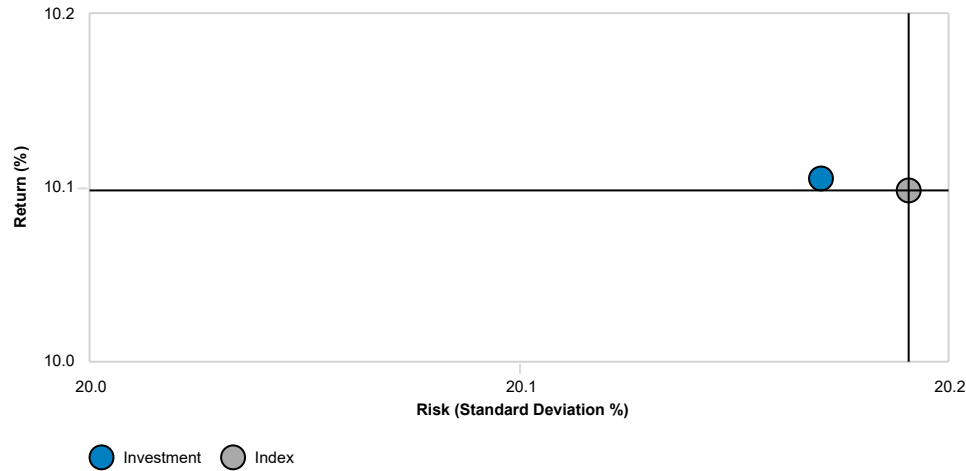 10.2
Return (%)
10.1
10.0
20.0
20.1
20.2
Risk (Standard Deviation %)
Investment
Index